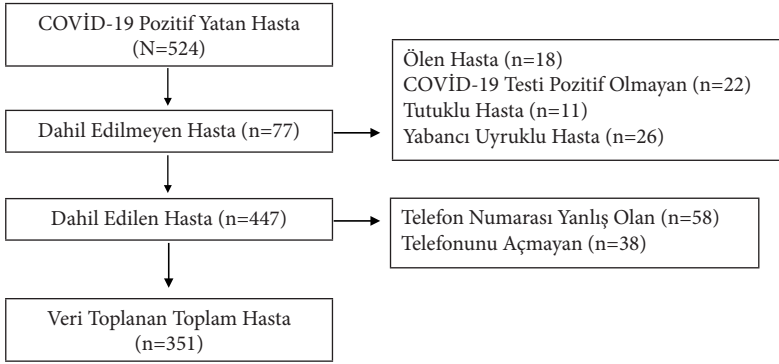 COVİD-19 Pozitif Yatan Hasta
(N=524)
Ölen Hasta (n=18)
COVİD-19 Testi Pozitif Olmayan (n=22)
Tutuklu Hasta (n=11)
Yabancı Uyruklu Hasta (n=26)
Dahil Edilmeyen Hasta (n=77)
Dahil Edilen Hasta (n=447)
Telefon Numarası Yanlış Olan (n=58)
Telefonunu Açmayan (n=38)
Veri Toplanan Toplam Hasta
(n=351)